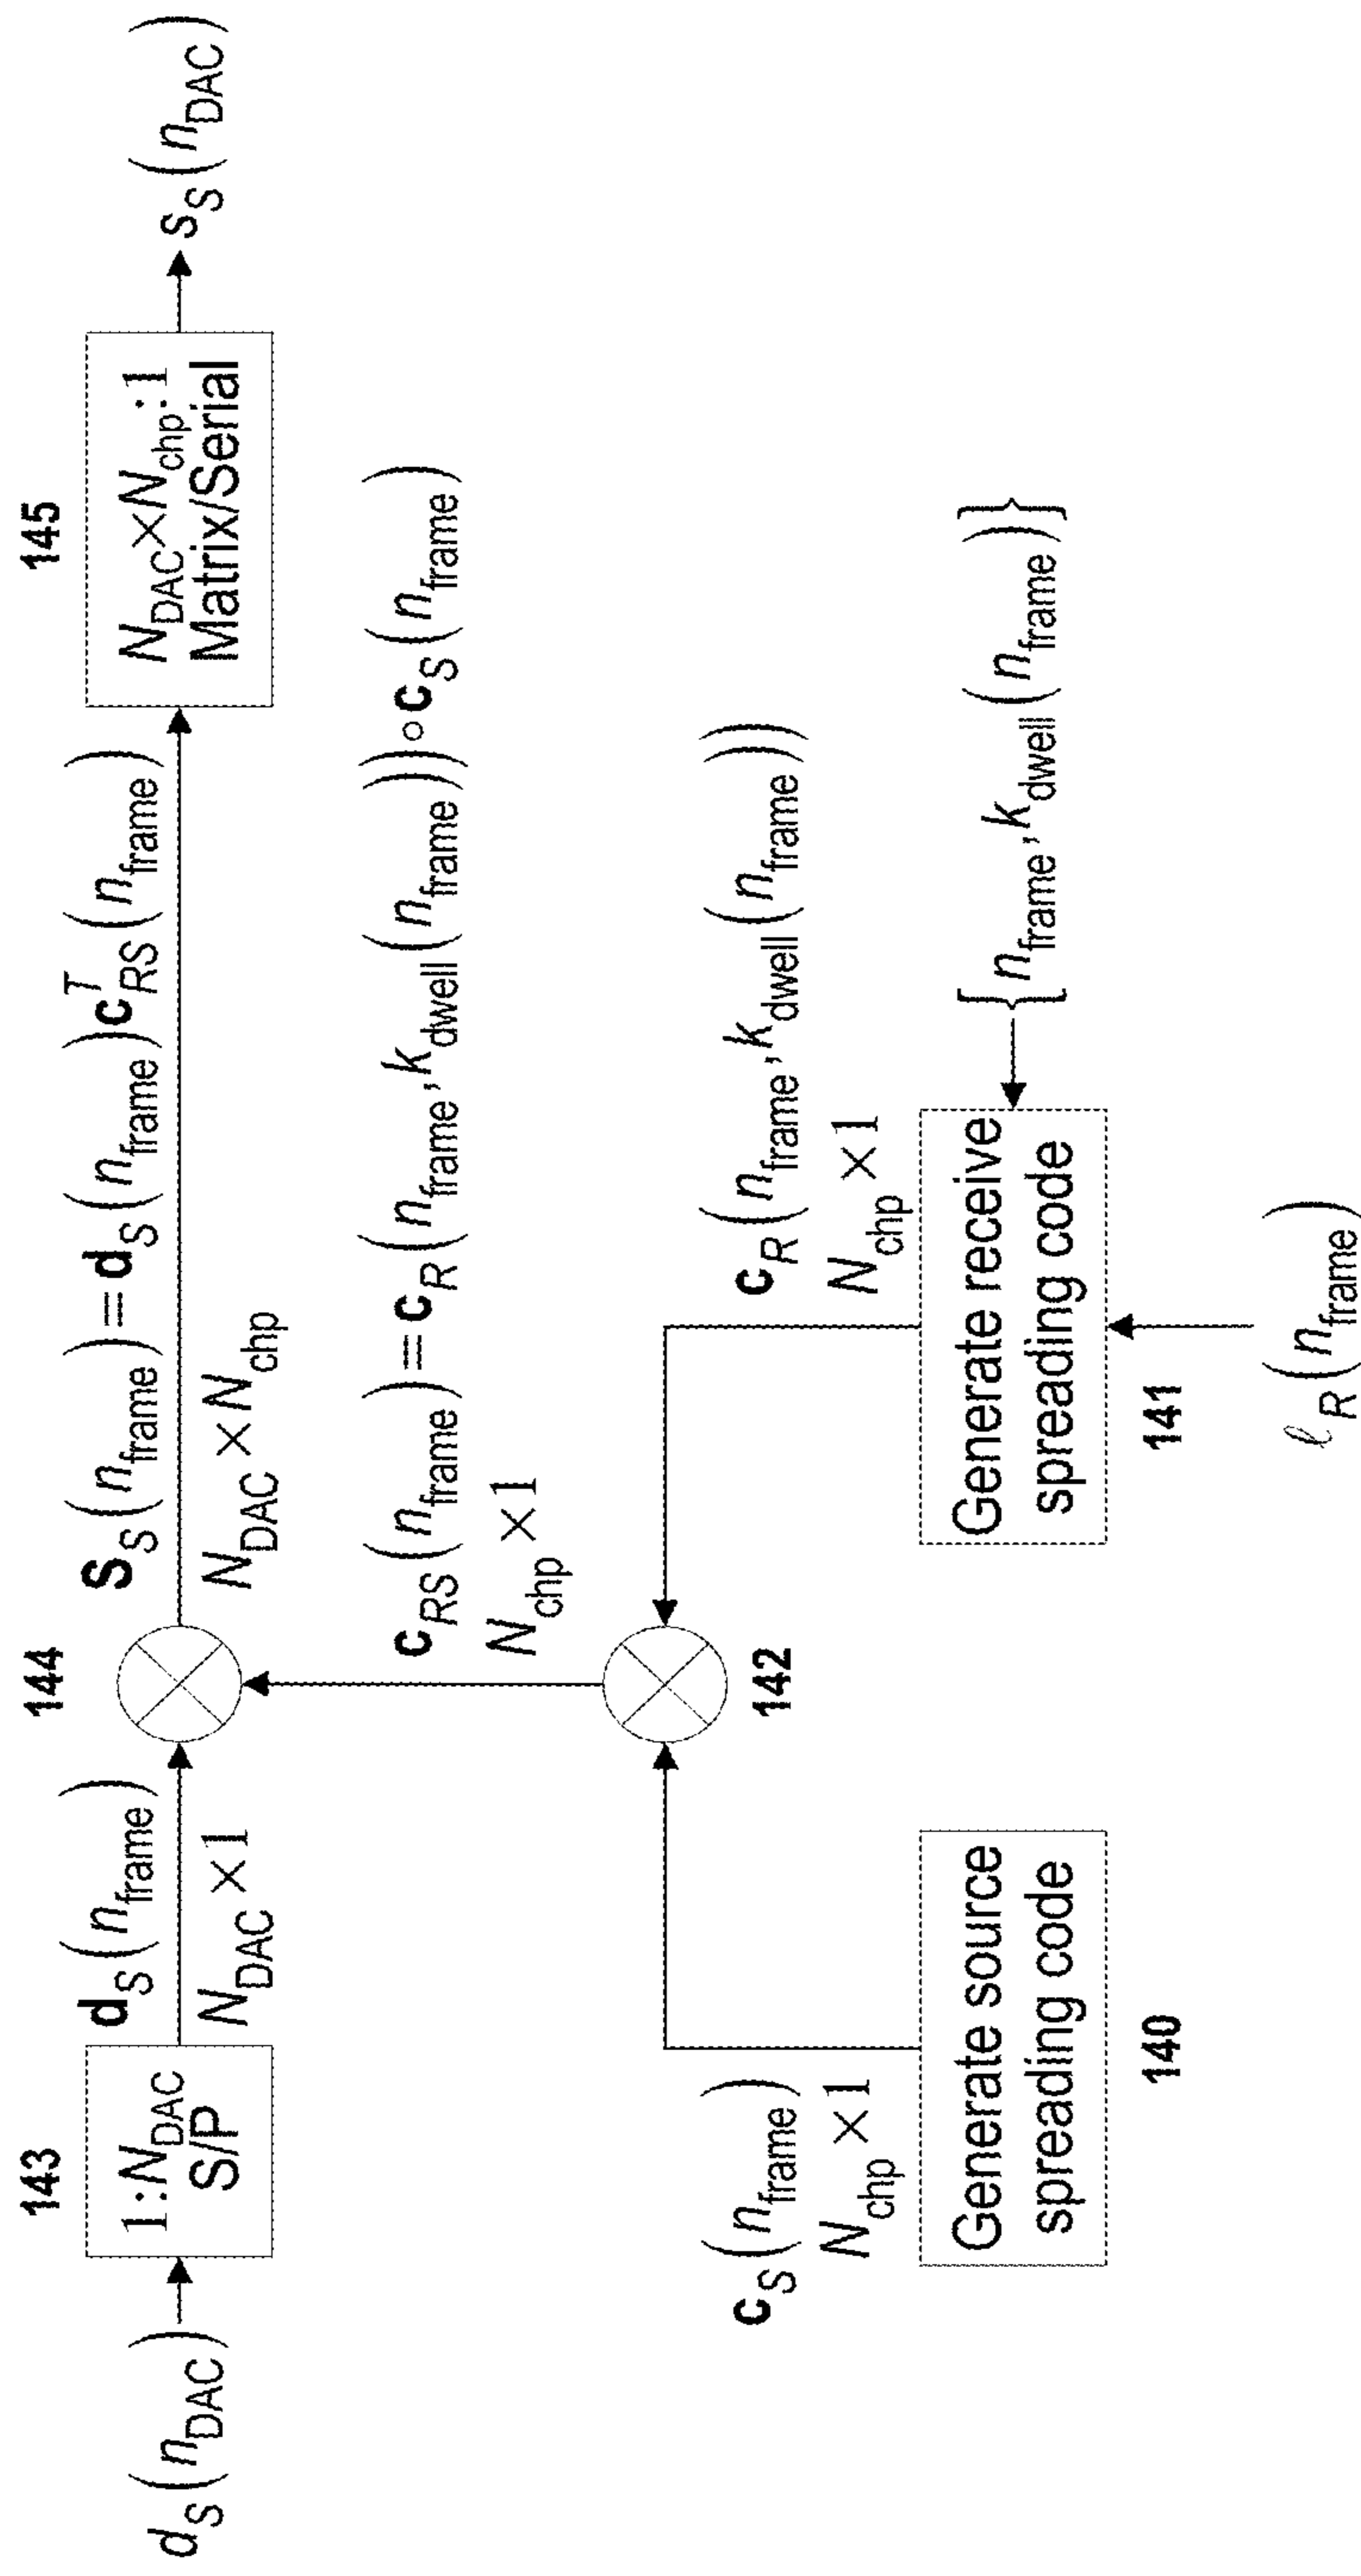 143
144
145
d_S(n_DAC)
1:N_DAC
S/P
d_S(n_frame)
N_DAC×1
S_S(n_frame)=d_S(n_frame)c_RS^T(n_frame)
N_DAC×N_chp
N_DAC×N_chp:1
Matrix/Serial
s_S(n_DAC)
c_RS(n_frame)=c_R(n_frame,k_dwell(n_frame)))∘c_S(n_frame)
N_chp×1
142
c_S(n_frame)
N_chp×1
c_R(n_frame,k_dwell(n_frame)))
N_chp×1
Generate source
spreading code
140
Generate receive
spreading code
141
{n_frame,k_dwell(n_frame)}
ℓ_R(n_frame)